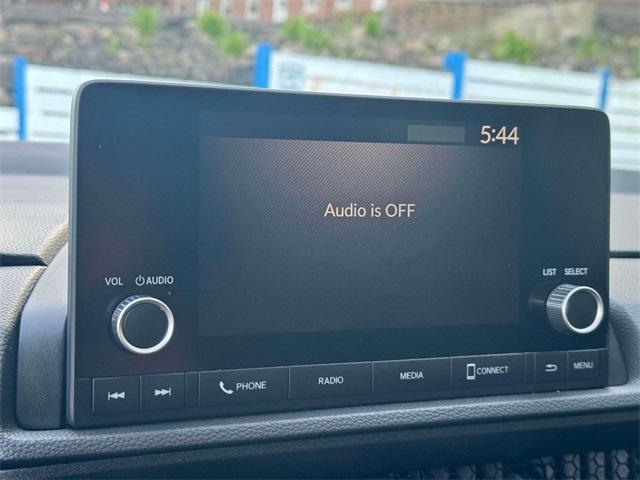 5:44
Audio is OFF
VOL AUDIO
LIST SELECT
PHONE RADIO MEDIA CONNECT MENU